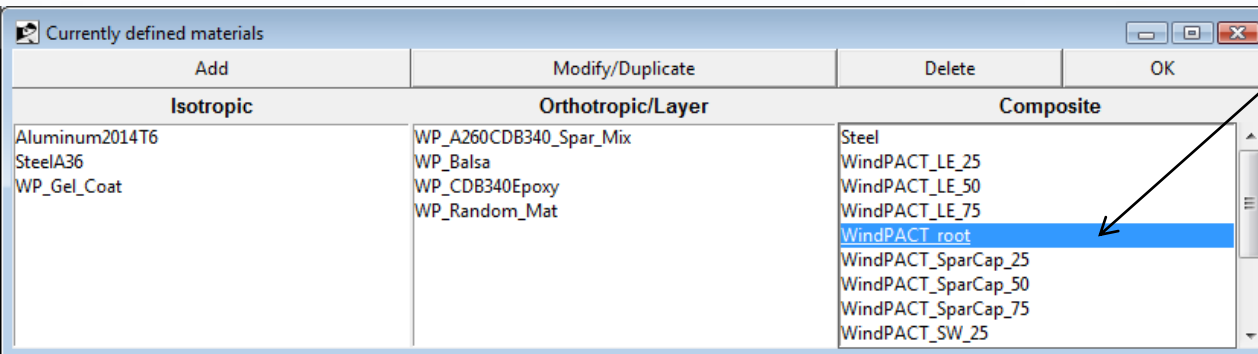 Currently defined materials
Add Modify/Duplicate Delete OK
Isotropic Orthotropic/Layer Composite
Aluminum2014T6
SteelA36
WP_Gel_Coat
WP_A260CDB340_Spar_Mix
WP_Balsa
WP_CDB340Epoxy
WP_Random_Mat
Steel
WindPACT_LE_25
WindPACT_LE_50
WindPACT_LE_75
WindPACT_root
WindPACT_SparCap_25
WindPACT_SparCap_50
WindPACT_SparCap_75
WindPACT_SW_25